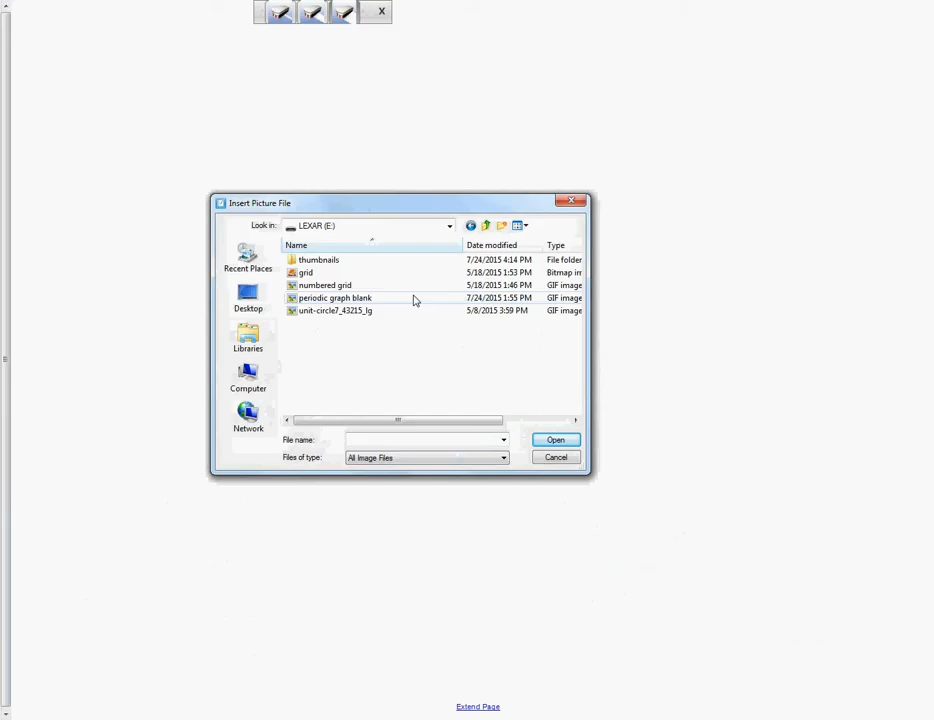 X
Insert Picture File
Look in: LEXAR (E:)
Name Date modified Type
thumbnails 7/24/2015 4:14 PM File folder
grid 5/18/2015 1:53 PM Bitmap im
numbered grid 5/18/2015 1:46 PM GIF image
periodic graph blank 7/24/2015 1:55 PM GIF image
unit-circle7_43215_lg 5/8/2015 3:59 PM GIF image
Recent Places
Desktop
Libraries
Computer
Network
File name: Open
Files of type: All Image Files Cancel
Extend Page